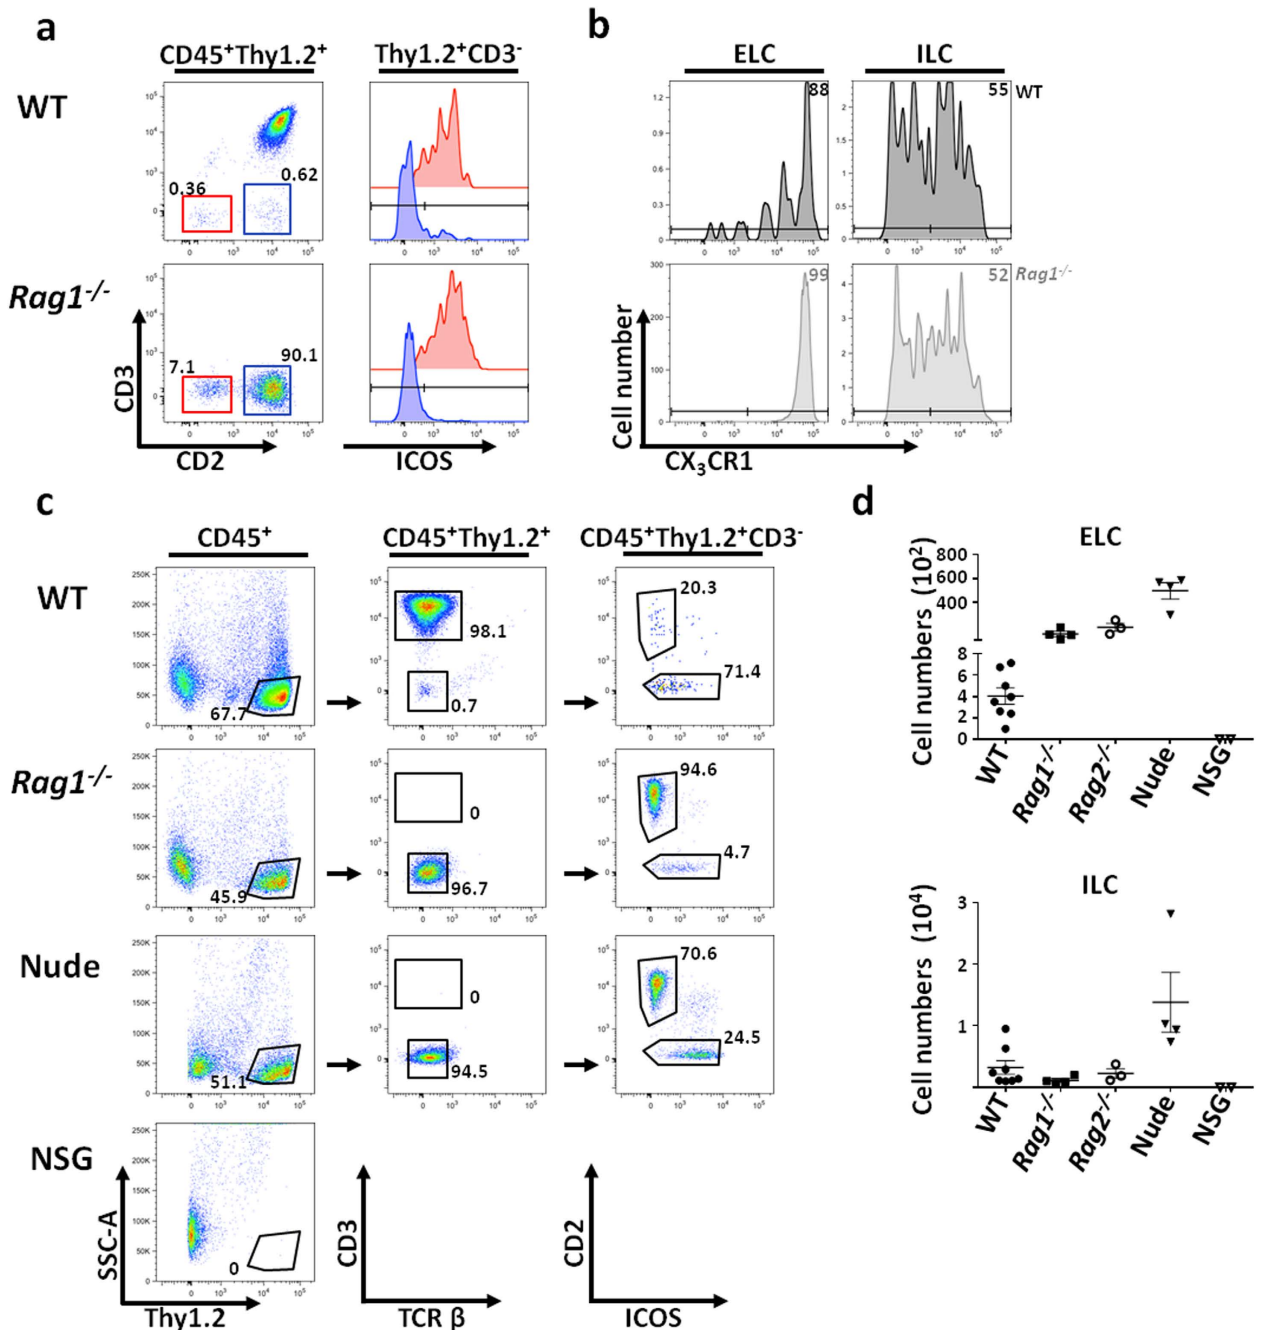 a
CD45+Thy1.2+
Thy1.2+CD3-
WT
0.36
0.62
Rag1-/-
7.1
90.1
CD3
CD2
ICOS
b
ELC
ILC
88
55 WT
99
52 Rag1-/-
Cell number
CX3CR1
c
CD45+
CD45+Thy1.2+
CD45+Thy1.2+CD3-
WT
67.7
98.1
0.7
20.3
71.4
Rag1-/-
45.9
0
96.7
94.6
4.7
Nude
51.1
0
94.5
70.6
24.5
NSG
0
SSC-A
Thy1.2
CD3
TCR β
CD2
ICOS
d
ELC
Cell numbers (10²)
800
600
400
8
6
4
2
0
WT
Rag1-/-
Rag2-/-
Nude
NSG
ILC
Cell numbers (10⁴)
3
2
1
WT
Rag1-/-
Rag2-/-
Nude
NSG